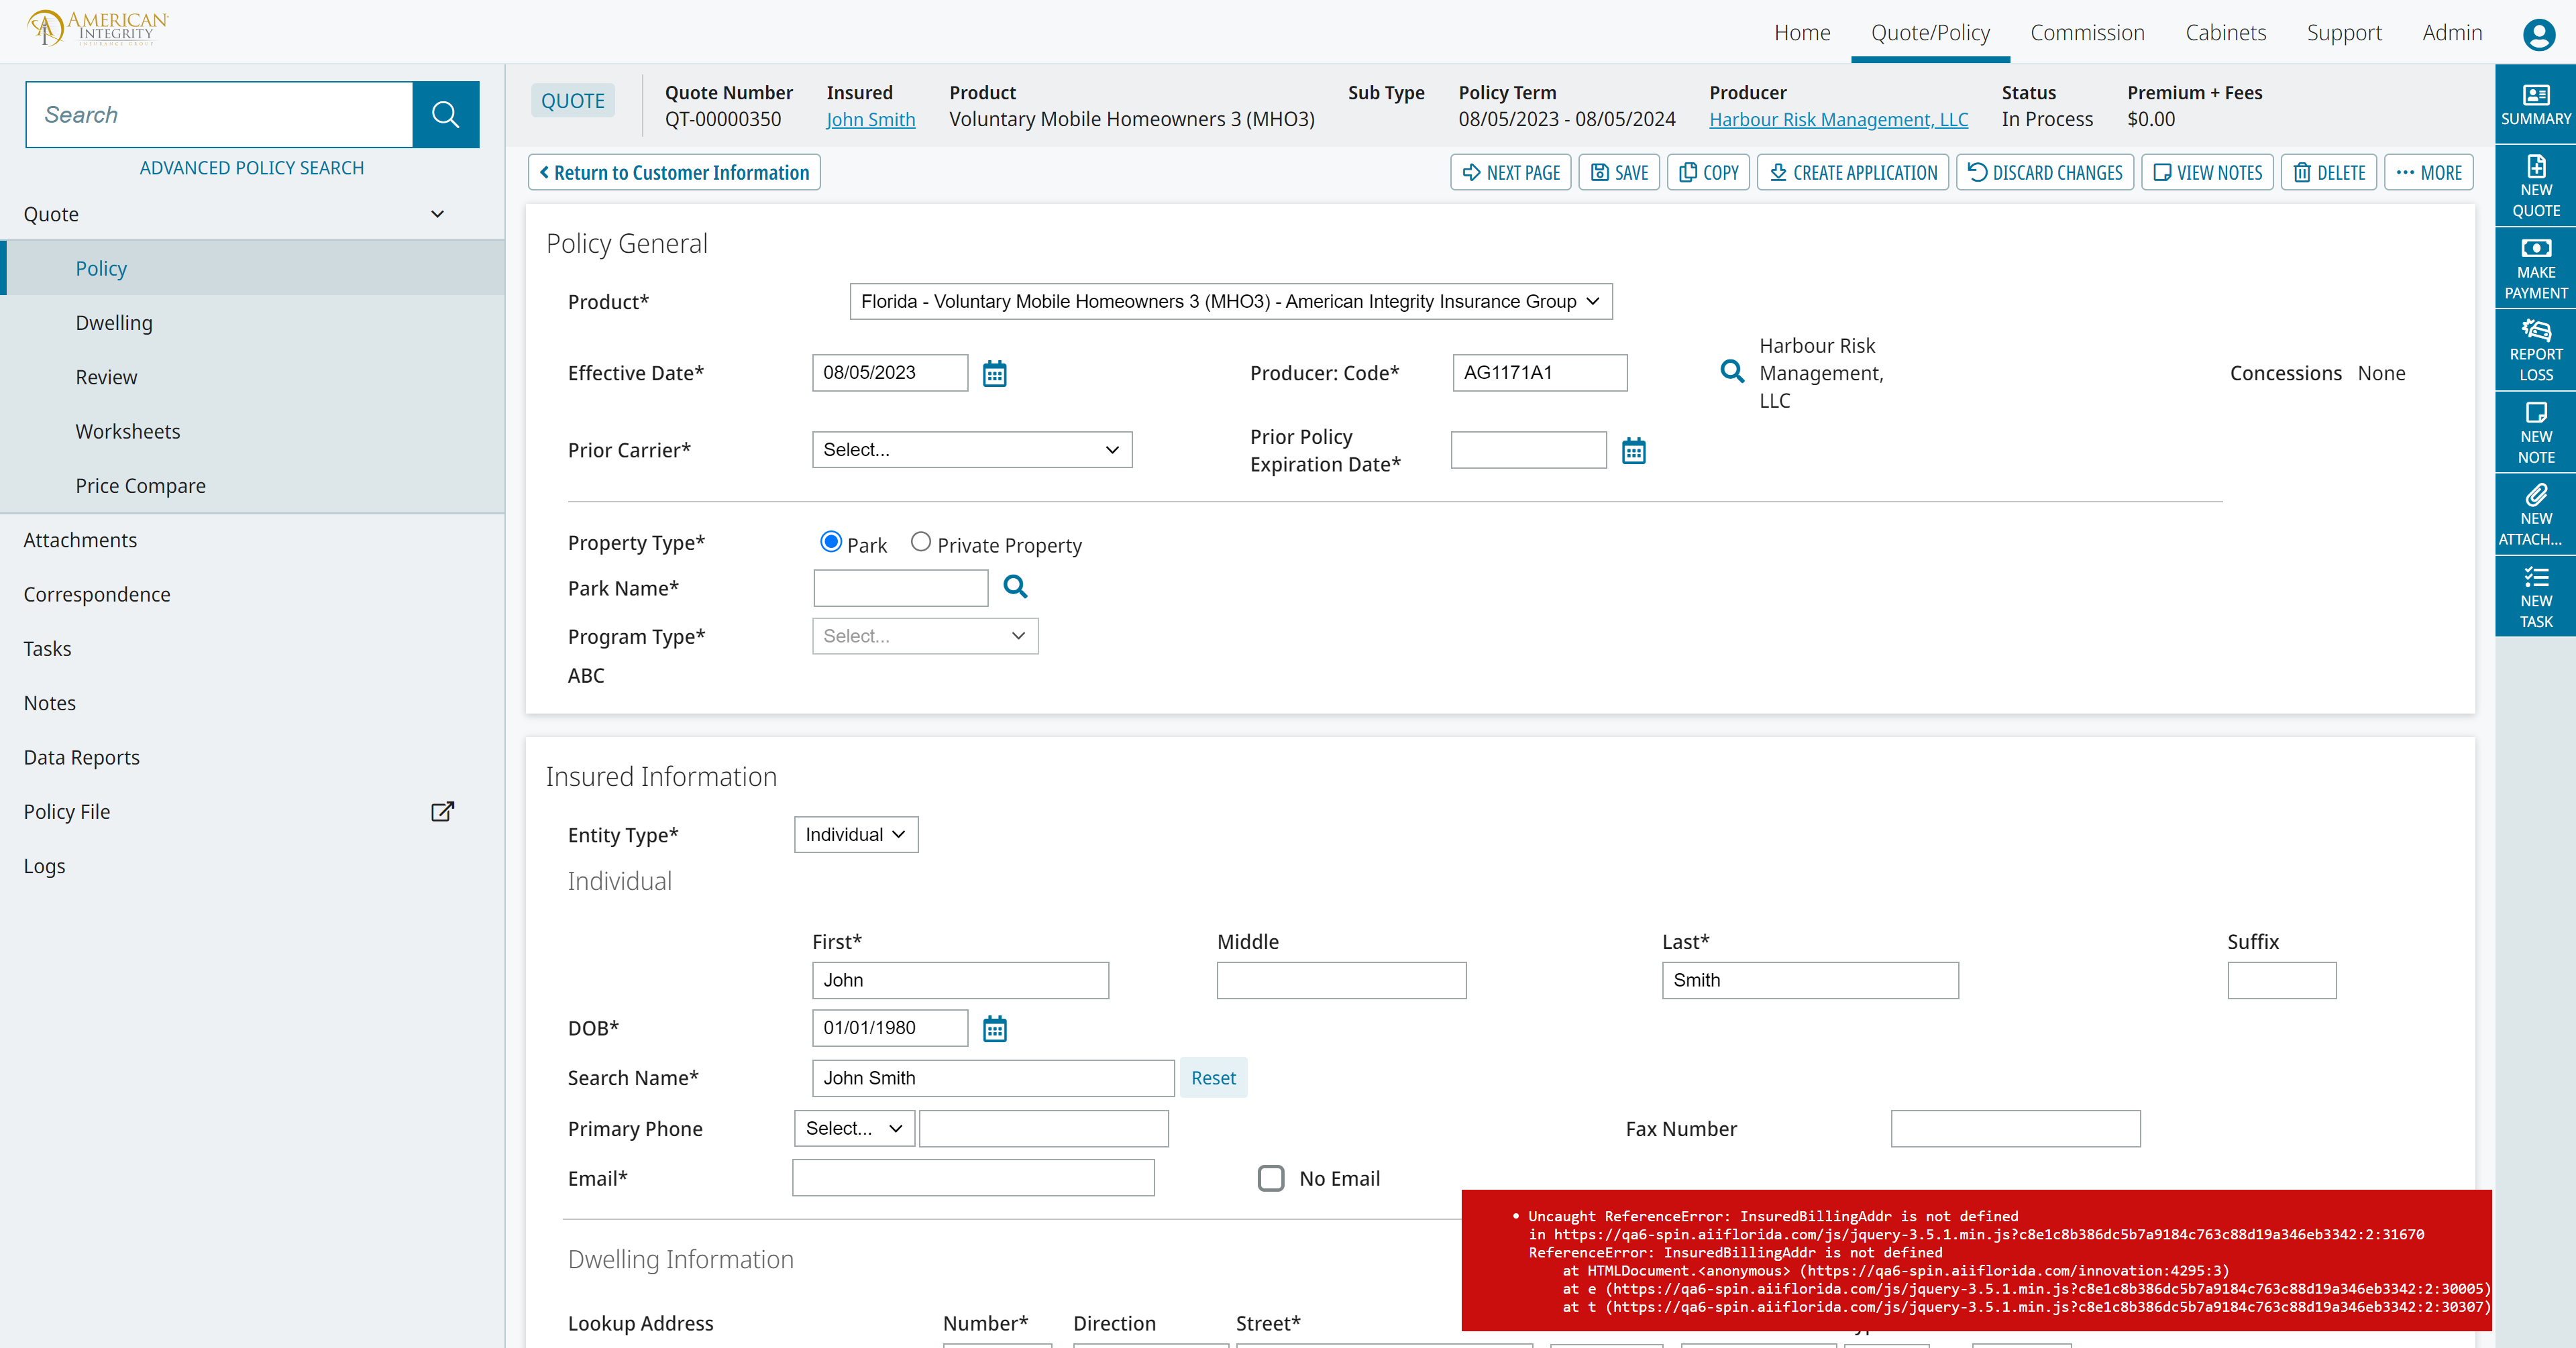 AMERICAN
INTEGRITY
INSURANCE GROUP
Home
Quote/Policy
Commission
Cabinets
Support
Admin
Search
ADVANCED POLICY SEARCH
Quote
Policy
Dwelling
Review
Worksheets
Price Compare
Attachments
Correspondence
Tasks
Notes
Data Reports
Policy File
Logs
QUOTE
Quote Number
QT-00000350
Insured
John Smith
Product
Voluntary Mobile Homeowners 3 (MHO3)
Sub Type
Policy Term
08/05/2023 - 08/05/2024
Producer
Harbour Risk Management, LLC
Status
In Process
Premium + Fees
$0.00
Return to Customer Information
NEXT PAGE
SAVE
COPY
CREATE APPLICATION
DISCARD CHANGES
VIEW NOTES
DELETE
MORE
Policy General
Product*
Florida - Voluntary Mobile Homeowners 3 (MHO3) - American Integrity Insurance Group
Effective Date*
08/05/2023
Producer: Code*
AG1171A1
Harbour Risk
Management,
LLC
Concessions None
Prior Carrier*
Select...
Prior Policy
Expiration Date*
Property Type*
Park
Private Property
Park Name*
Program Type*
Select...
ABC
Insured Information
Entity Type*
Individual
Individual
First*
Middle
Last*
Suffix
John
Smith
DOB*
01/01/1980
Search Name*
John Smith
Reset
Primary Phone
Select...
Fax Number
Email*
No Email
Dwelling Information
Lookup Address
Number*
Direction
Street*
• Uncaught ReferenceError: InsuredBillingAddr is not defined
in https://qa6-spin.aiiflorida.com/js/jquery-3.5.1.min.js?c8e1c8b386dc5b7a9184c763c88d19a346eb3342:2:31670
ReferenceError: InsuredBillingAddr is not defined
at HTMLDocument.<anonymous> (https://qa6-spin.aiiflorida.com/innovation:4295:3)
at e (https://qa6-spin.aiiflorida.com/js/jquery-3.5.1.min.js?c8e1c8b386dc5b7a9184c763c88d19a346eb3342:2:30005)
at t (https://qa6-spin.aiiflorida.com/js/jquery-3.5.1.min.js?c8e1c8b386dc5b7a9184c763c88d19a346eb3342:2:30307)
SUMMARY
NEW
QUOTE
MAKE
PAYMENT
REPORT
LOSS
NEW
NOTE
NEW
ATTACH...
NEW
TASK